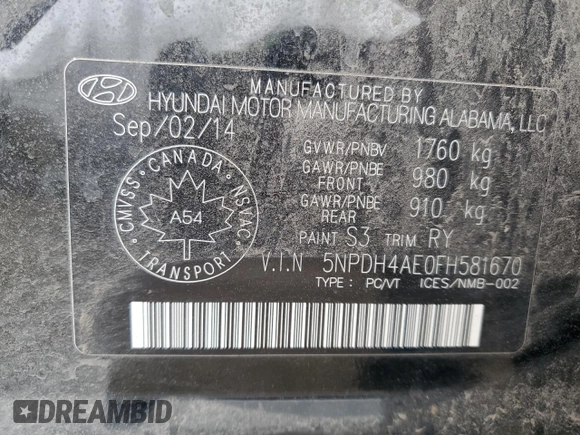 MANUFACTURED BY
HYUNDAI MOTOR MANUFACTURING ALABAMA, LLC
Sep/02/14
GVWR/PNBV 1760 kg
GAWR/PNBE FRONT 980 kg
GAWR/PNBE REAR 910 kg
CMVSS • CANADA • NSVAC • TRANSPORT •
A54
PAINT S3 TRIM RY
V.I.N 5NPDH4AE0FH581670
TYPE : PC/VT ICES/NMB-002
DREAMBID